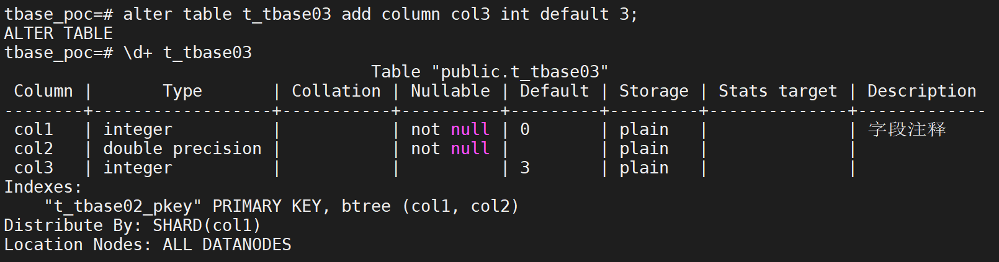 tbase_poc=# alter table t_tbase03 add column col3 int default 3;
ALTER TABLE
tbase_poc=# \d+ t_tbase03
                                     Table "public.t_tbase03"
 Column |       Type       | Collation | Nullable | Default | Storage | Stats target | Description
--------+------------------+-----------+----------+---------+---------+--------------+-------------
 col1   | integer          |           | not null | 0       | plain   |              | 字段注释
 col2   | double precision |           | not null |         | plain   |              |
 col3   | integer          |           |          | 3       | plain   |              |
Indexes:
    "t_tbase02_pkey" PRIMARY KEY, btree (col1, col2)
Distribute By: SHARD(col1)
Location Nodes: ALL DATANODES